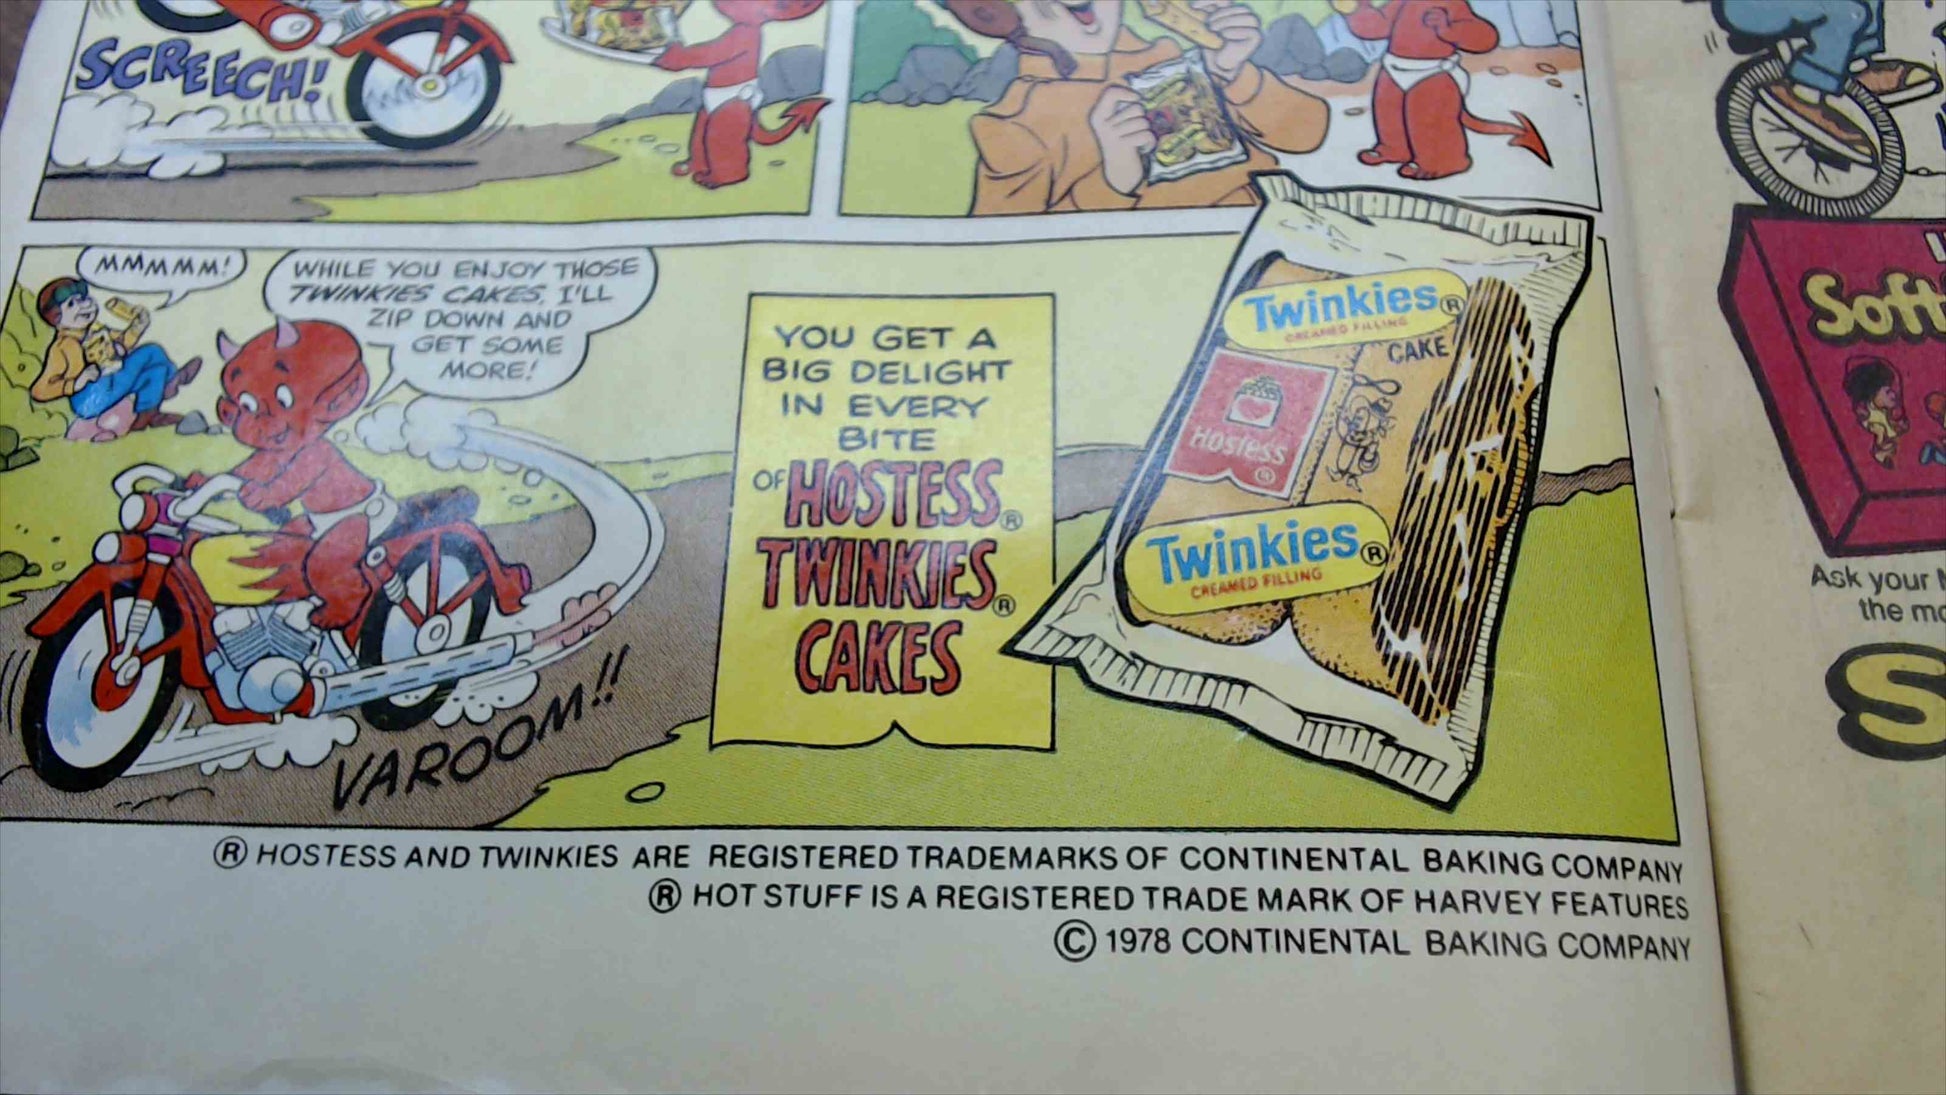 SCREECH!
MMMMM!
WHILE YOU ENJOY THOSE
TWINKIES CAKES, I'LL
ZIP DOWN AND
GET SOME
MORE!
VAROOM!!
YOU GET A
BIG DELIGHT
IN EVERY
BITE
OF HOSTESS®
TWINKIES®
CAKES
Twinkies®
CREAMED FILLING
CAKE
Hostess
®
Twinkies®
CREAMED FILLING
® HOSTESS AND TWINKIES ARE REGISTERED TRADEMARKS OF CONTINENTAL BAKING COMPANY
® HOT STUFF IS A REGISTERED TRADE MARK OF HARVEY FEATURES
© 1978 CONTINENTAL BAKING COMPANY
Soft
Ask your
the
S